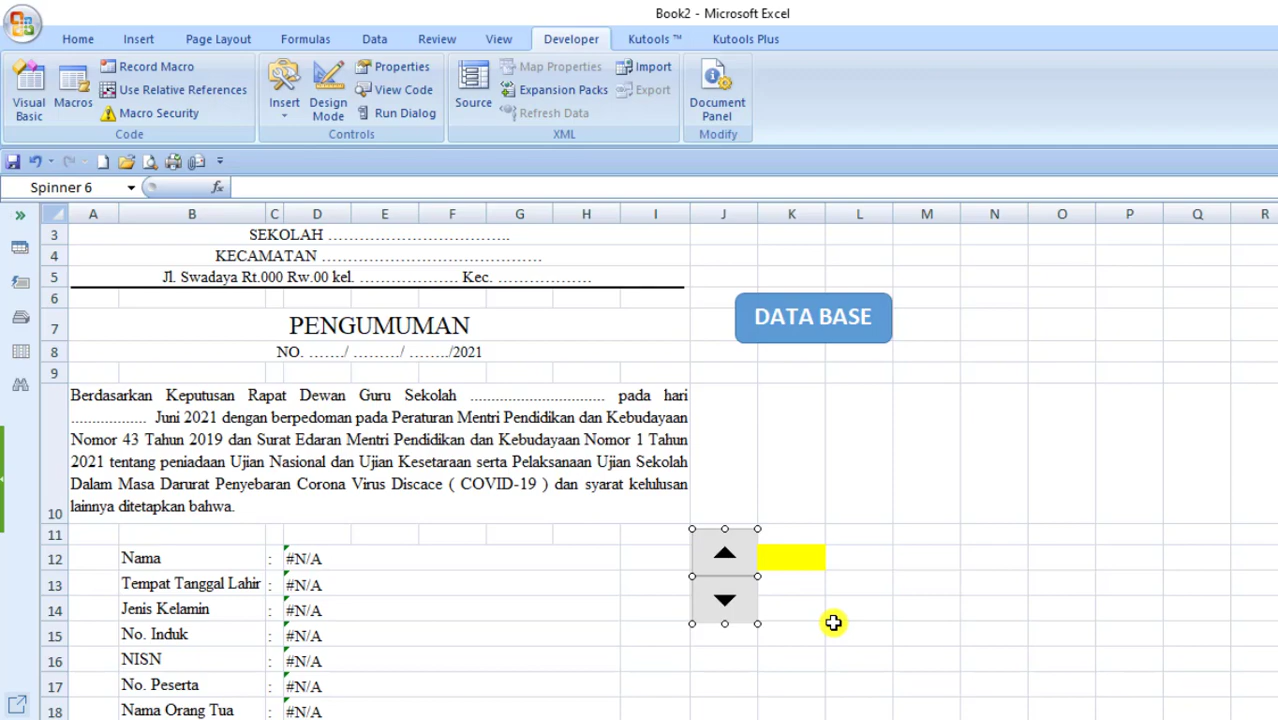 Book2 - Microsoft Excel
Home Insert Page Layout Formulas Data Review View Developer Kutools ™ Kutools Plus
Visual Basic
Macros
Record Macro
Use Relative References
Macro Security
Code
Insert
Design Mode
Properties
View Code
Run Dialog
Controls
Source
Map Properties
Expansion Packs
Refresh Data
Import
Export
XML
Document Panel
Modify
Spinner 6
fx
A B C D E F G H I J K L M N O P Q R
3 SEKOLAH ……………………………..
4 KECAMATAN ……………………………………
5 Jl. Swadaya Rt.000 Rw.00 kel. ………………. Kec. ………………
6
DATA BASE
7 PENGUMUMAN
8 NO. ……./ ………/ ……../2021
9
Berdasarkan Keputusan Rapat Dewan Guru Sekolah ................................ pada hari
.................. Juni 2021 dengan berpedoman pada Peraturan Mentri Pendidikan dan Kebudayaan
Nomor 43 Tahun 2019 dan Surat Edaran Mentri Pendidikan dan Kebudayaan Nomor 1 Tahun
2021 tentang peniadaan Ujian Nasional dan Ujian Kesetaraan serta Pelaksanaan Ujian Sekolah
Dalam Masa Darurat Penyebaran Corona Virus Discace ( COVID-19 ) dan syarat kelulusan
10 lainnya ditetapkan bahwa.
11
12 Nama : #N/A
13 Tempat Tanggal Lahir : #N/A
14 Jenis Kelamin : #N/A
15 No. Induk : #N/A
16 NISN : #N/A
17 No. Peserta : #N/A
18 Nama Orang Tua : #N/A